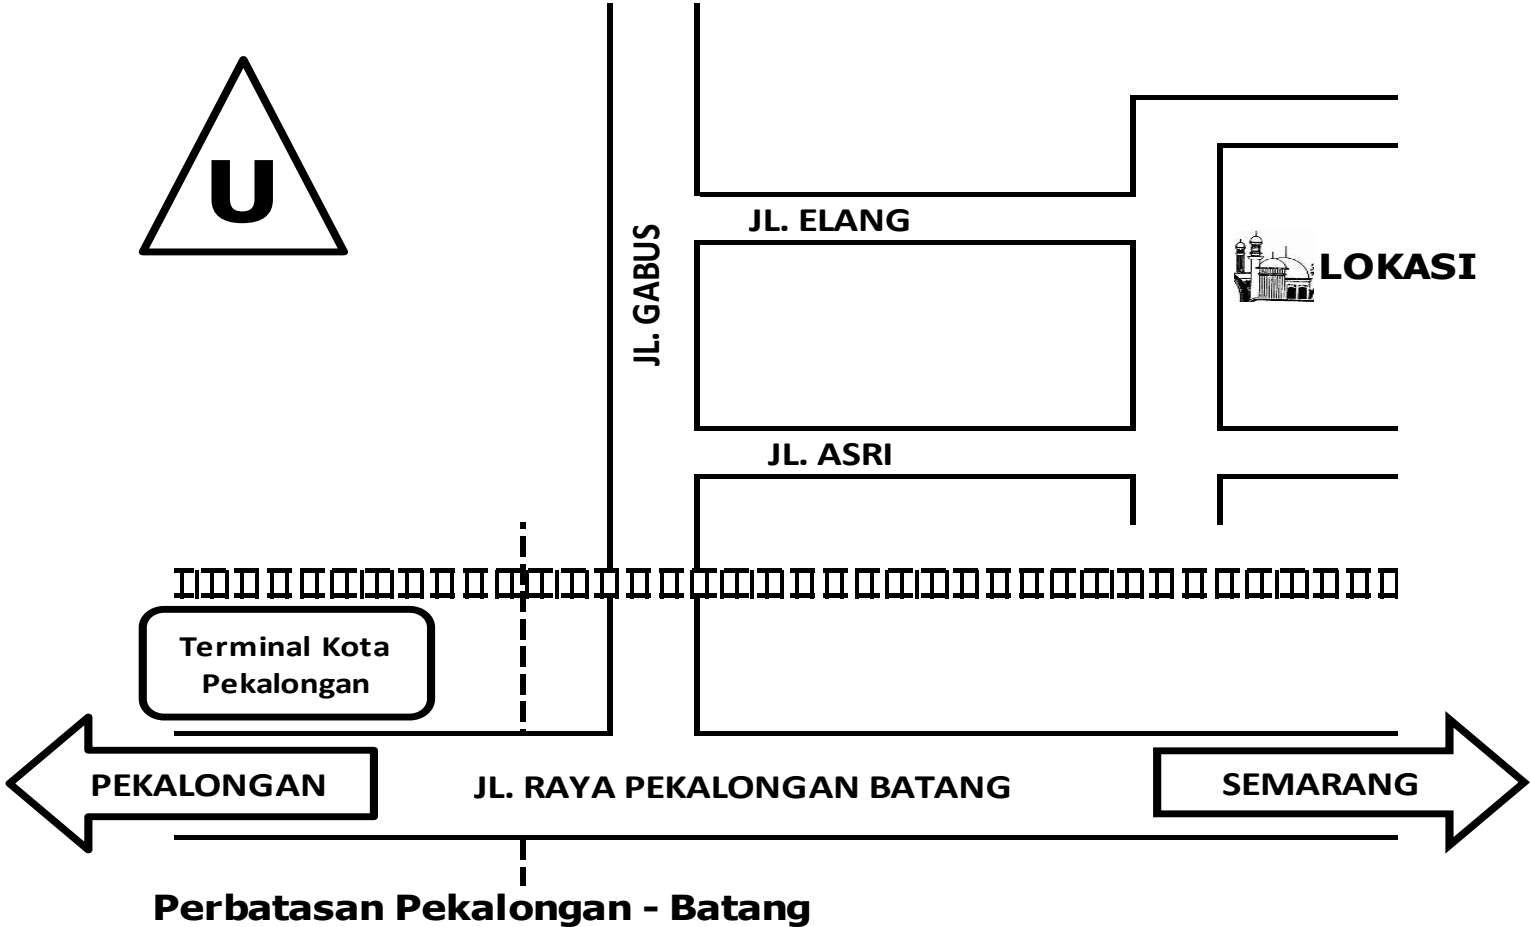 U
JL. ELANG
JL. GABUS
LOKASI
JL. ASRI
Terminal Kota
Pekalongan
PEKALONGAN
JL. RAYA PEKALONGAN BATANG
SEMARANG
Perbatasan Pekalongan - Batang